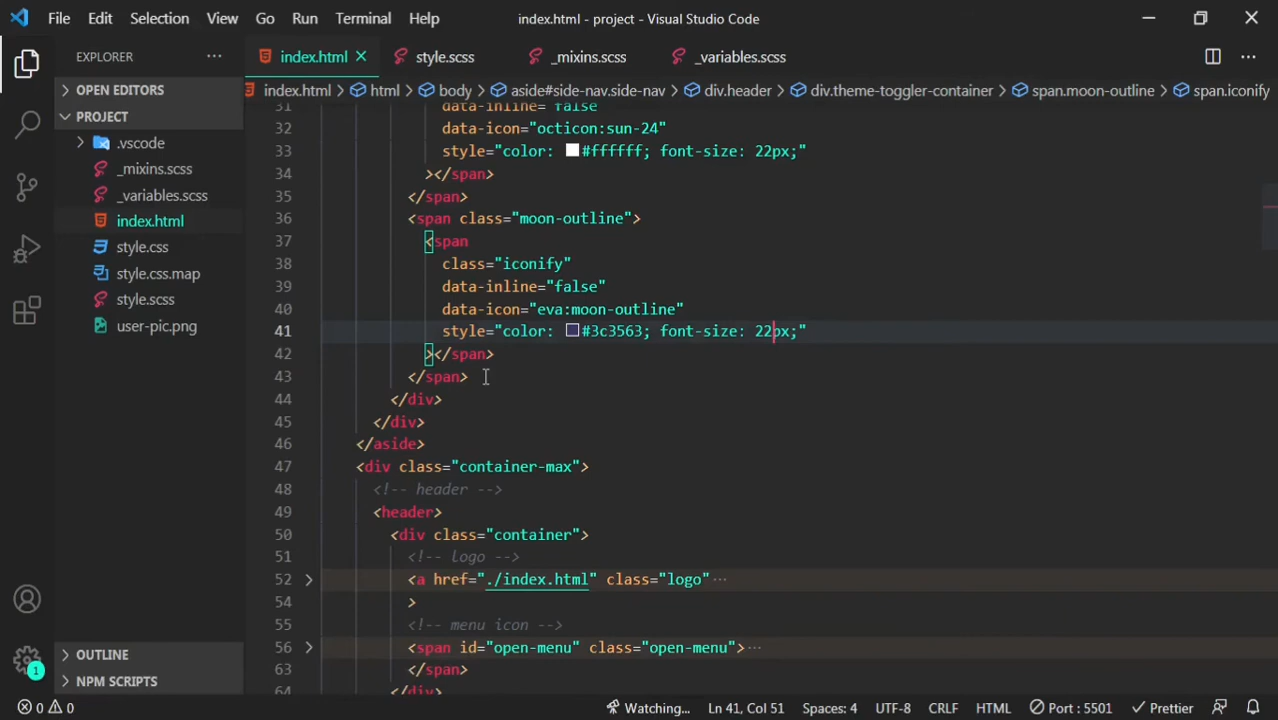 File Edit Selection View Go Run Terminal Help index.html - project - Visual Studio Code
EXPLORER ··· index.html style.scss _mixins.scss _variables.scss ···
OPEN EDITORS index.html > html > body > aside#side-nav.side-nav > div.header > div.theme-toggler-container > span.moon-outline > span.iconify
PROJECT
.vscode
_mixins.scss
_variables.scss
index.html
style.css
style.css.map
style.scss
user-pic.png
OUTLINE
NPM SCRIPTS
1
31 data-inline="false"
32 data-icon="octicon:sun-24"
33 style="color: #ffffff; font-size: 22px;"
34 ></span>
35 </span>
36 <span class="moon-outline">
37 <span
38 class="iconify"
39 data-inline="false"
40 data-icon="eva:moon-outline"
41 style="color: #3c3563; font-size: 22px;"
42 ></span>
43 </span>
44 </div>
45 </div>
46 </aside>
47 <div class="container-max">
48 <!-- header -->
49 <header>
50 <div class="container">
51 <!-- logo -->
52 <a href="./index.html" class="logo"···
54 >
55 <!-- menu icon -->
56 <span id="open-menu" class="open-menu">···
63 </span>
64 </div>
0 0 Watching... Ln 41, Col 51 Spaces: 4 UTF-8 CRLF HTML Port : 5501 Prettier